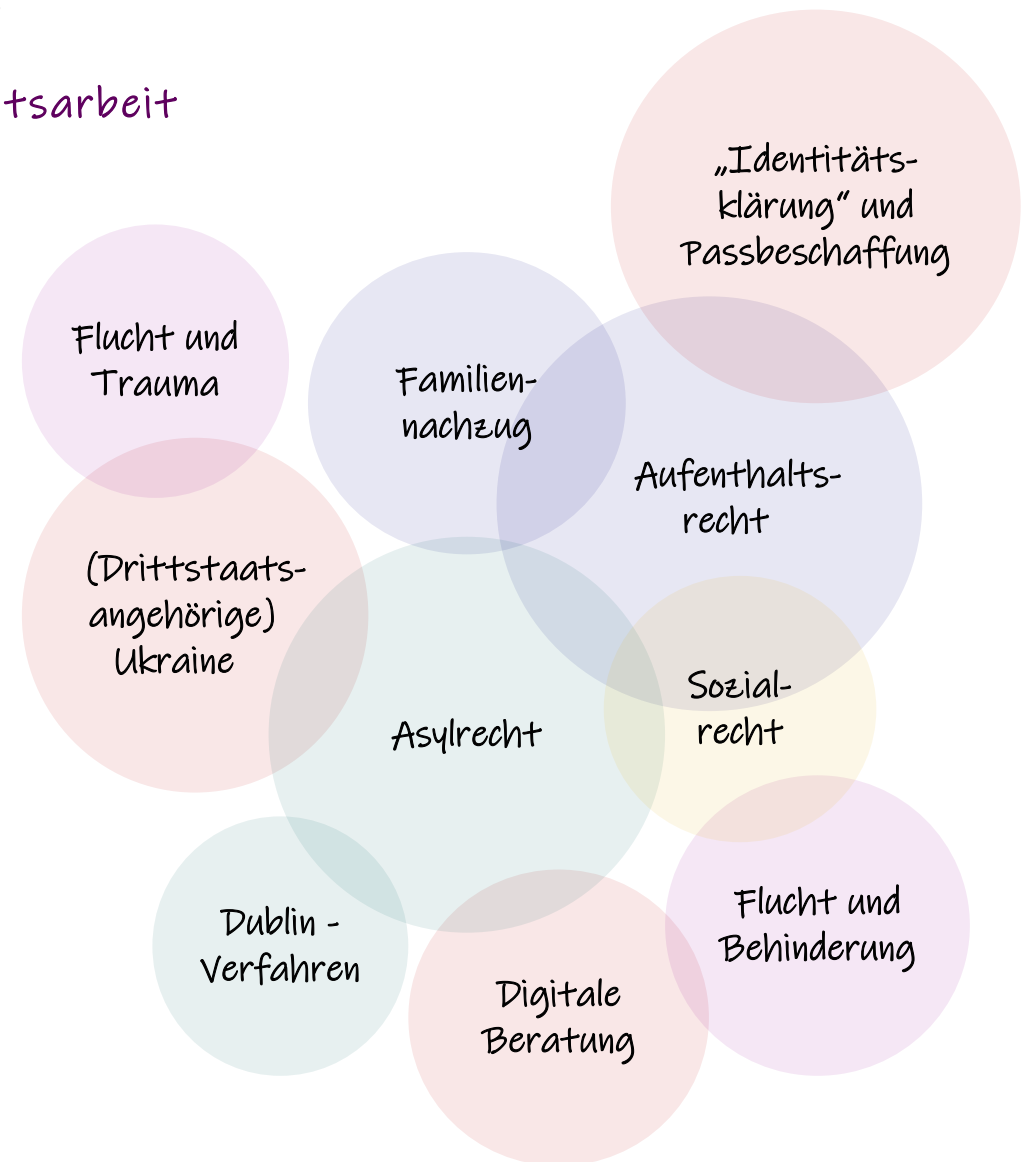 tsarbeit
„Identitäts-
klärung“ und
Passbeschaffung
Flucht und
Trauma
Familien-
nachzug
Aufenthalts-
recht
(Drittstaats-
angehörige)
Ukraine
Sozial-
recht
Asylrecht
Flucht und
Behinderung
Dublin -
Verfahren
Digitale
Beratung